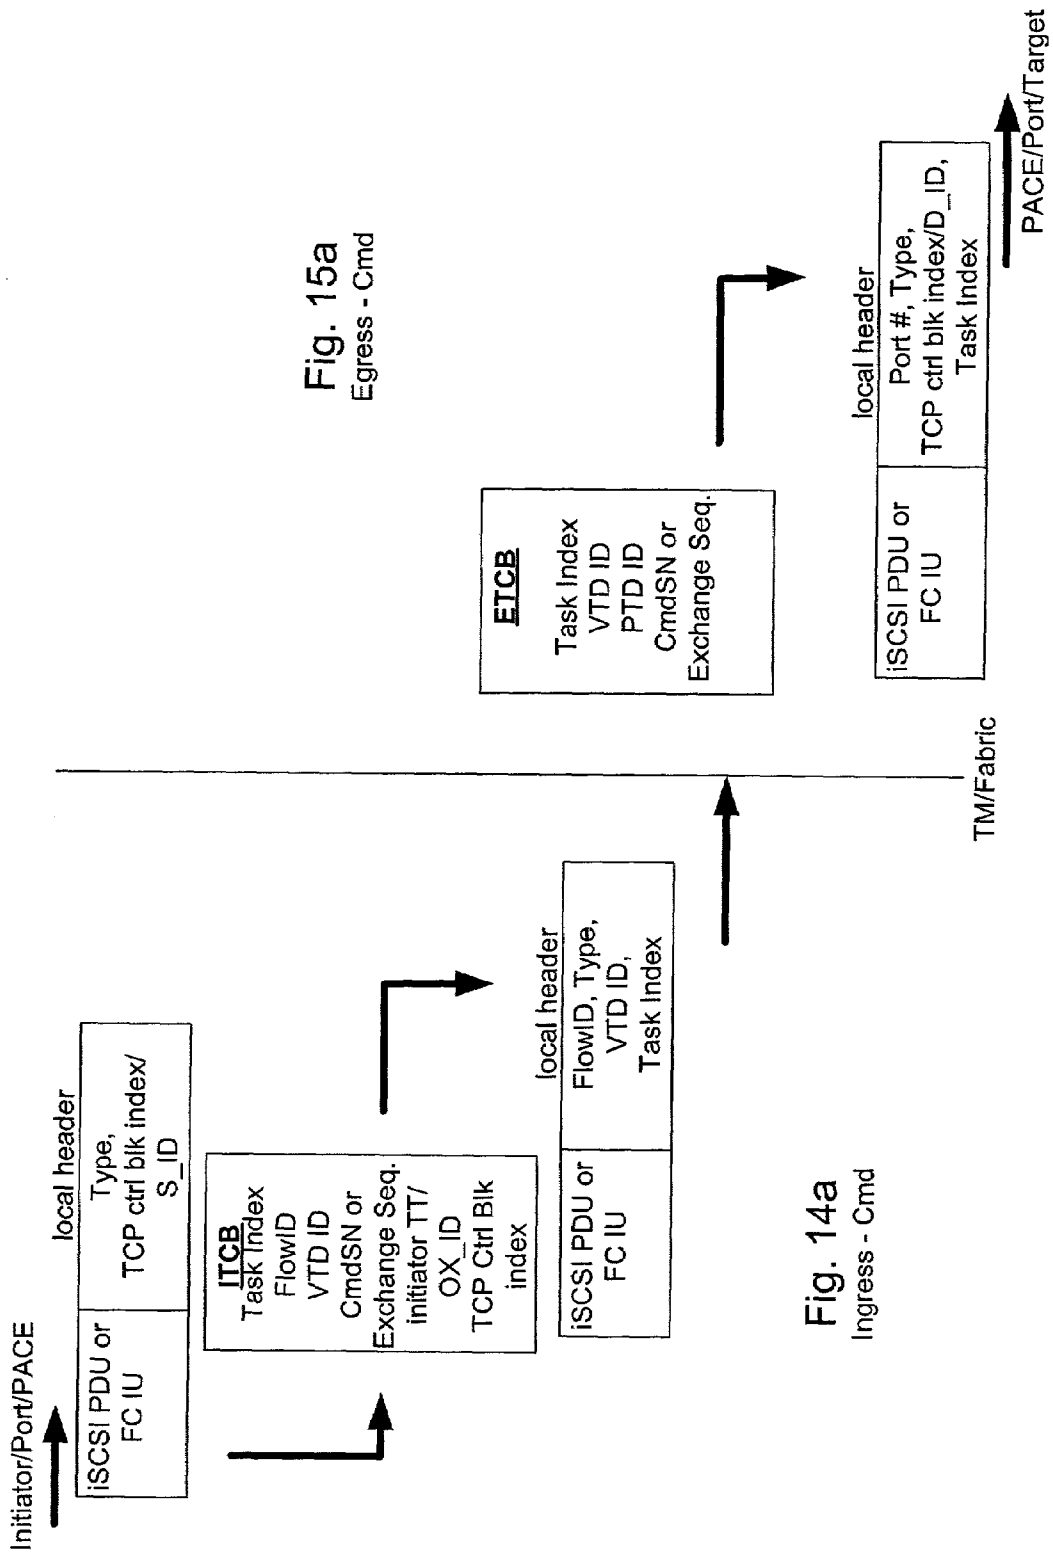 Initiator/Port/PACE
local header
iSCSI PDU or
FC IU
Type,
TCP ctrl blk index/
S_ID
ITCB
Task Index
FlowID
VTD ID
CmdSN or
Exchange Seq.
initiator TT/
OX_ID
TCP Ctrl Blk
index
local header
iSCSI PDU or
FC IU
FlowID, Type,
VTD ID,
Task Index
Fig. 14a
Ingress - Cmd
TM/Fabric
Fig. 15a
Egress - Cmd
ETCB
Task Index
VTD ID
PTD ID
CmdSN or
Exchange Seq.
local header
iSCSI PDU or
FC IU
Port #, Type,
TCP ctrl blk index/D_ID,
Task Index
PACE/Port/Target